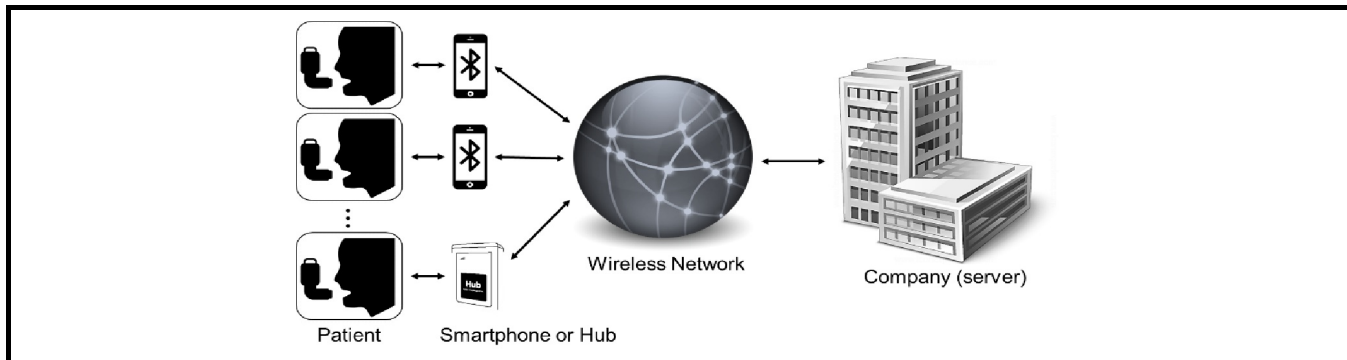 Hub
Wireless Network
Company (server)
Patient
Smartphone or Hub